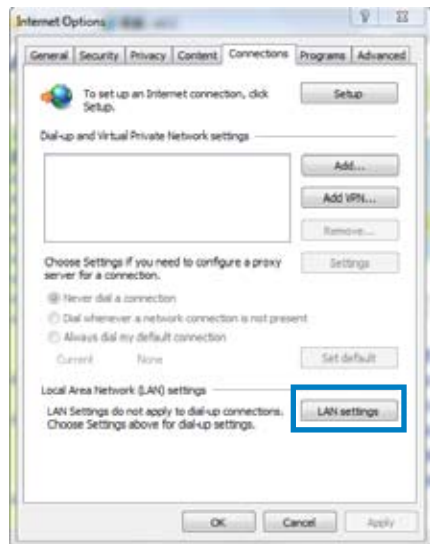 Internet Options
General Security Privacy Content Connections Programs Advanced
To set up an Internet connection, click
Setup.
Setup
Dial-up and Virtual Private Network settings
Add...
Add VPN...
Remove...
Choose Settings if you need to configure a proxy
server for a connection.
Settings
Never dial a connection
Dial whenever a network connection is not present
Always dial my default connection
Current None
Set default
Local Area Network (LAN) settings
LAN Settings do not apply to dial-up connections.
Choose Settings above for dial-up settings.
LAN settings
OK Cancel Apply